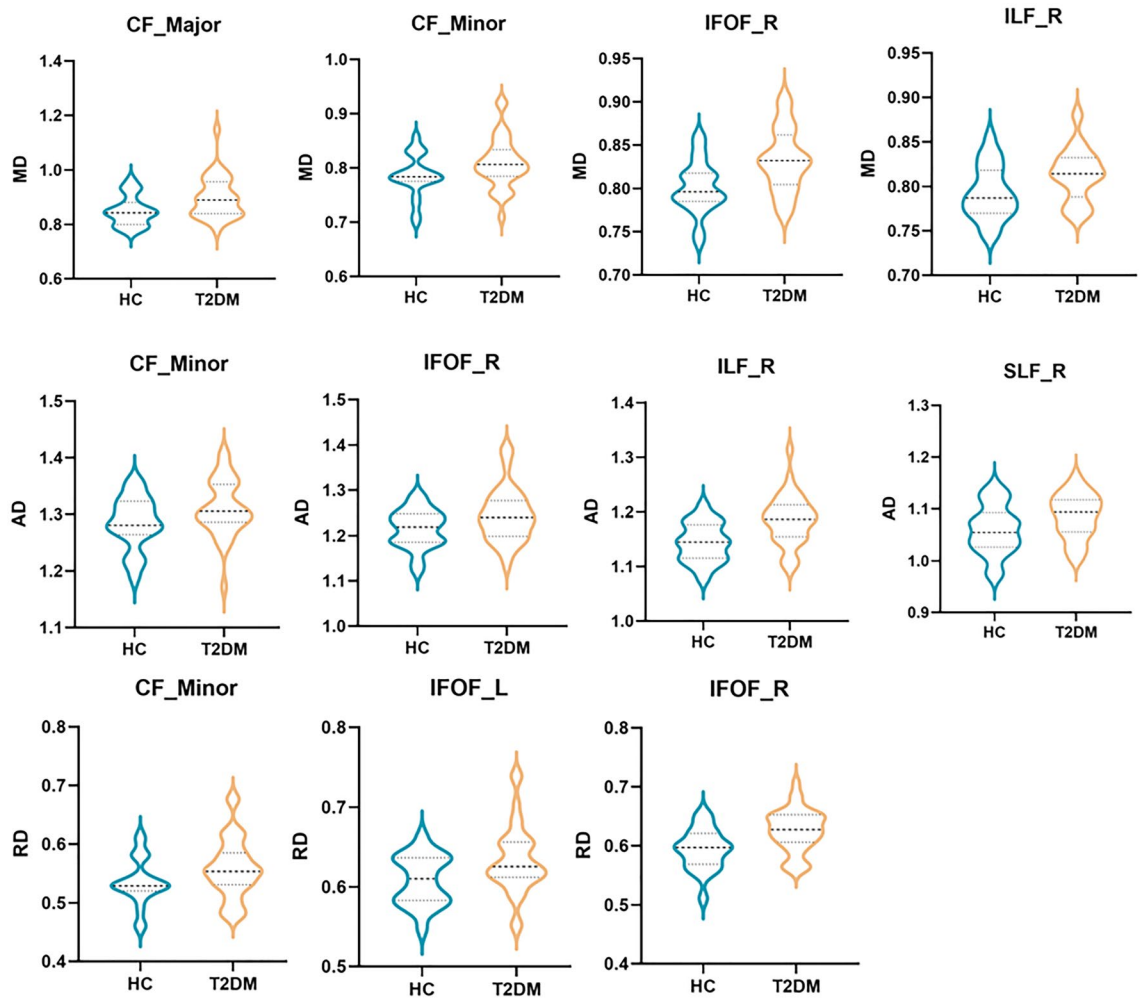 CF_Major
MD
1.4
1.2
1.0
0.8
0.6
HC T2DM
CF_Minor
MD
1.0
0.9
0.8
0.7
0.6
HC T2DM
IFOF_R
MD
0.95
0.90
0.85
0.80
0.75
0.70
HC T2DM
ILF_R
MD
0.95
0.90
0.85
0.80
0.75
0.70
HC T2DM
CF_Minor
AD
1.5
1.4
1.3
1.2
1.1
HC T2DM
IFOF_R
AD
1.5
1.4
1.3
1.2
1.1
1.0
HC T2DM
ILF_R
AD
1.4
1.3
1.2
1.1
1.0
HC T2DM
SLF_R
AD
1.3
1.2
1.1
1.0
0.9
HC T2DM
CF_Minor
RD
0.8
0.7
0.6
0.5
0.4
HC T2DM
IFOF_L
RD
0.8
0.7
0.6
0.5
HC T2DM
IFOF_R
RD
0.8
0.7
0.6
0.5
0.4
HC T2DM